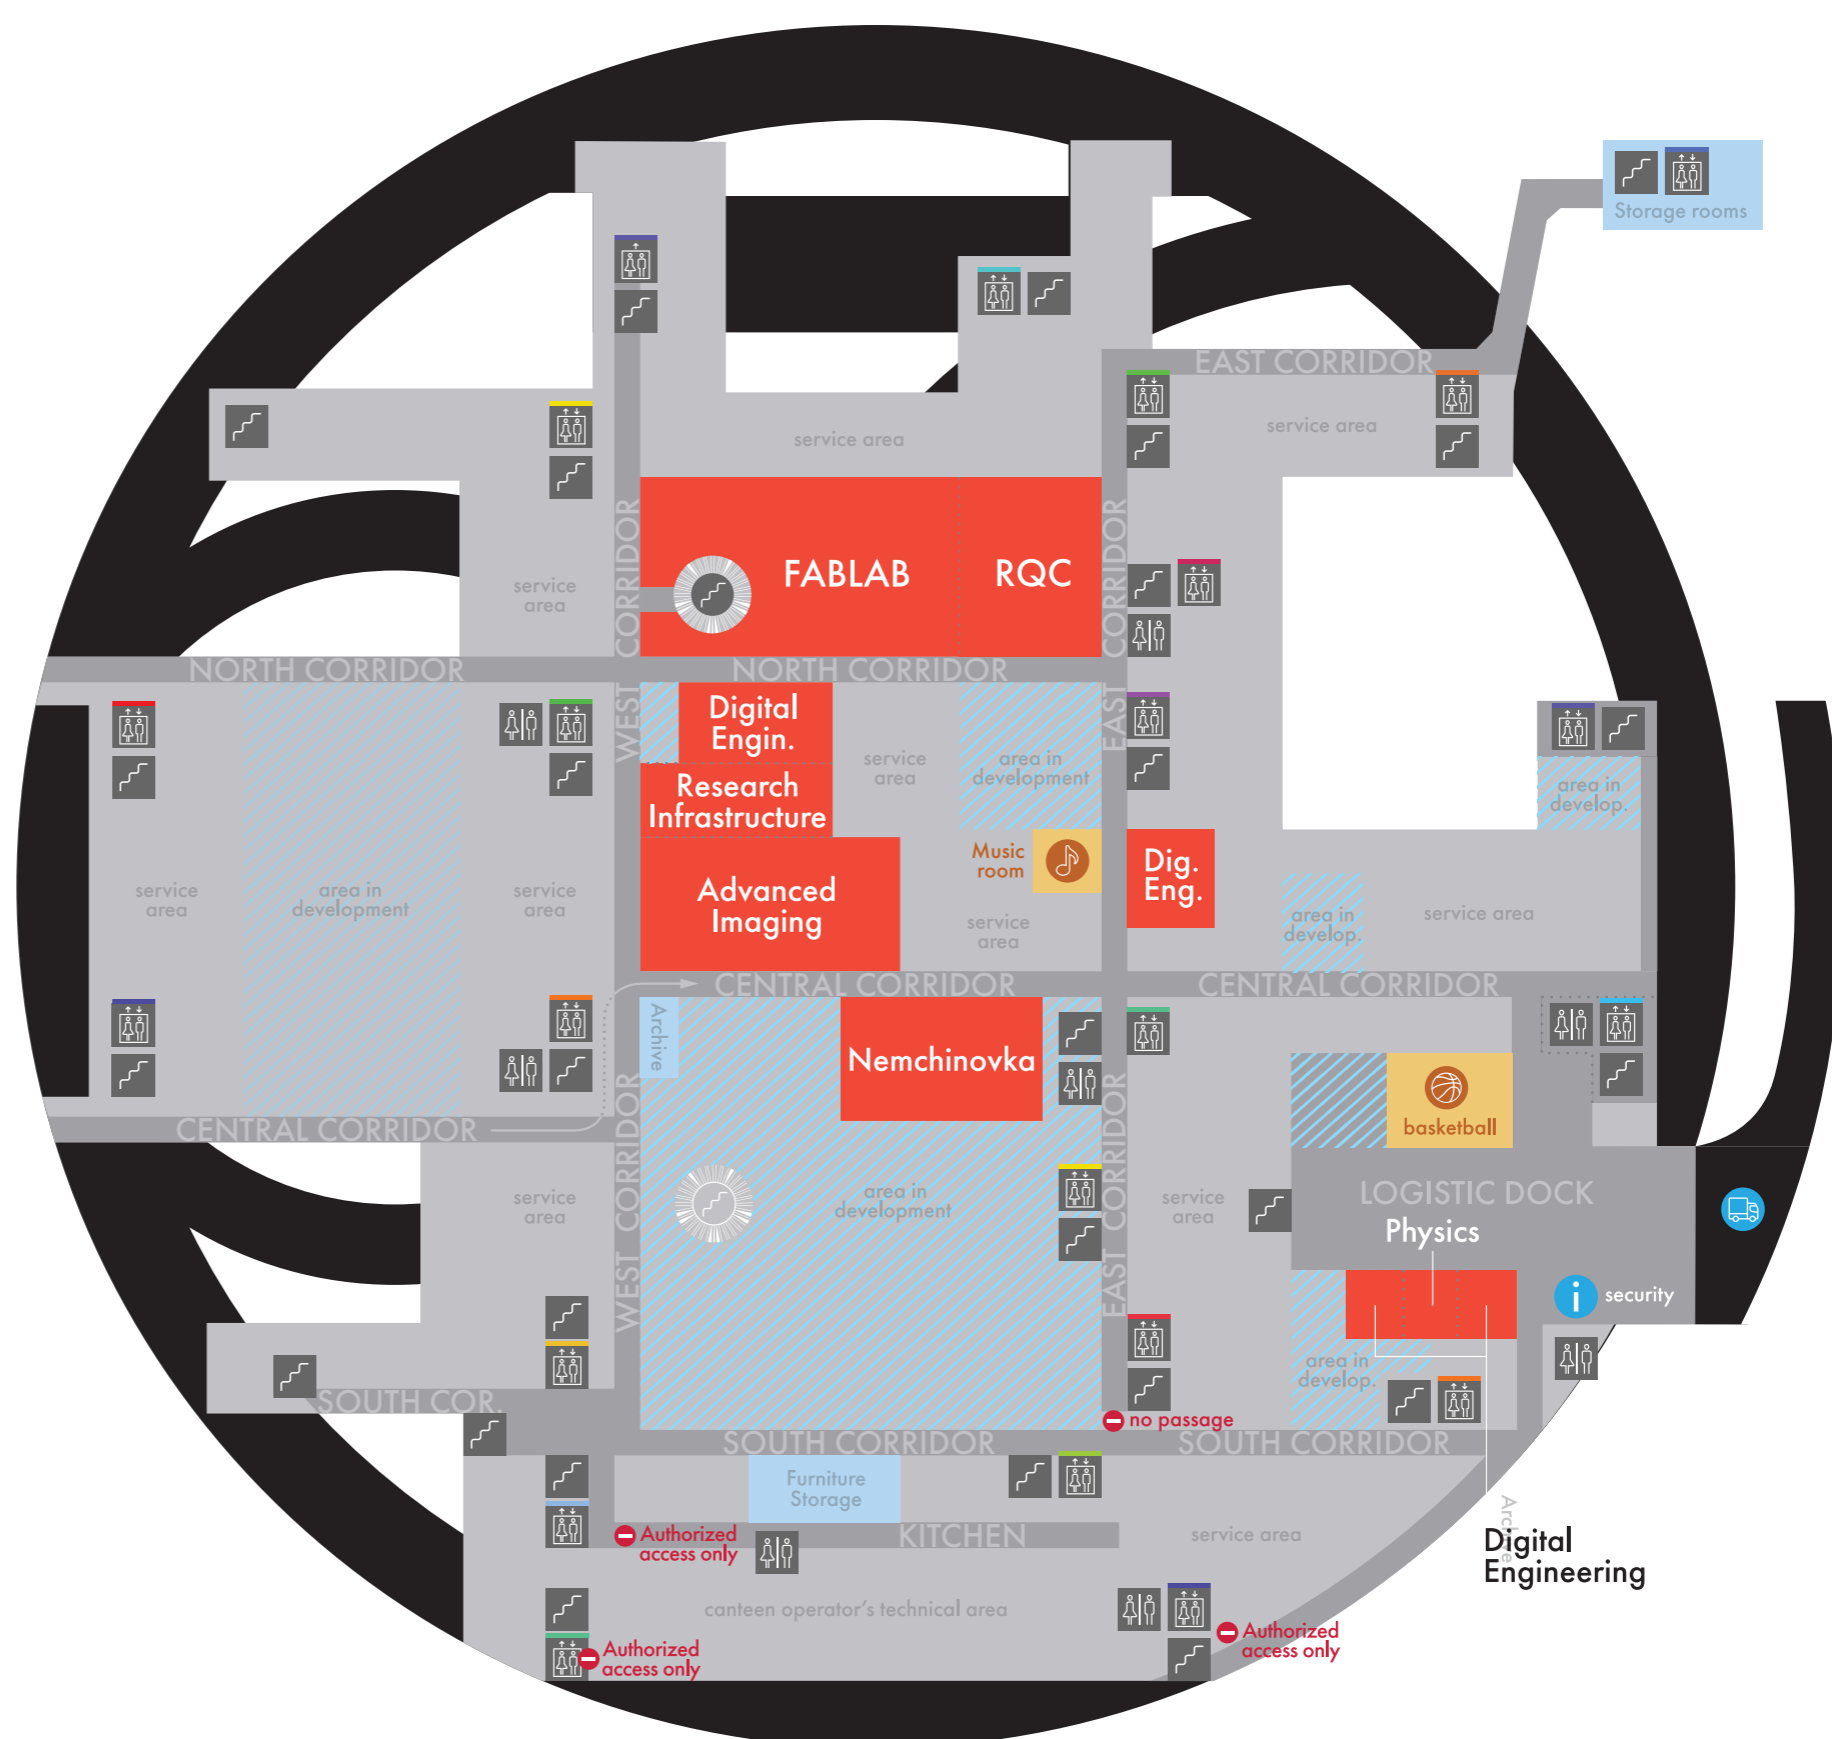 Storage rooms
EAST CORRIDOR
service area
service area
FABLAB
RQC
WEST CORRIDOR
EAST CORRIDOR
service
area
NORTH CORRIDOR
NORTH CORRIDOR
Digital
Engin.
service
area
area in
development
Research
Infrastructure
area in
develop.
Music
room
Dig.
Eng.
service
area
area in
development
service
area
Advanced
Imaging
service
area
area in
develop.
service area
CENTRAL CORRIDOR
CENTRAL CORRIDOR
Archive
Nemchinovka
basketball
CENTRAL CORRIDOR
WEST CORRIDOR
EAST CORRIDOR
service
area
area in
development
service
area
LOGISTIC DOCK
Physics
i
security
area in
develop.
SOUTH COR.
no passage
SOUTH CORRIDOR
SOUTH CORRIDOR
Furniture
Storage
Archive
Authorized
access only
KITCHEN
service area
Digital
Engineering
canteen operator's technical area
Authorized
access only
Authorized
access only